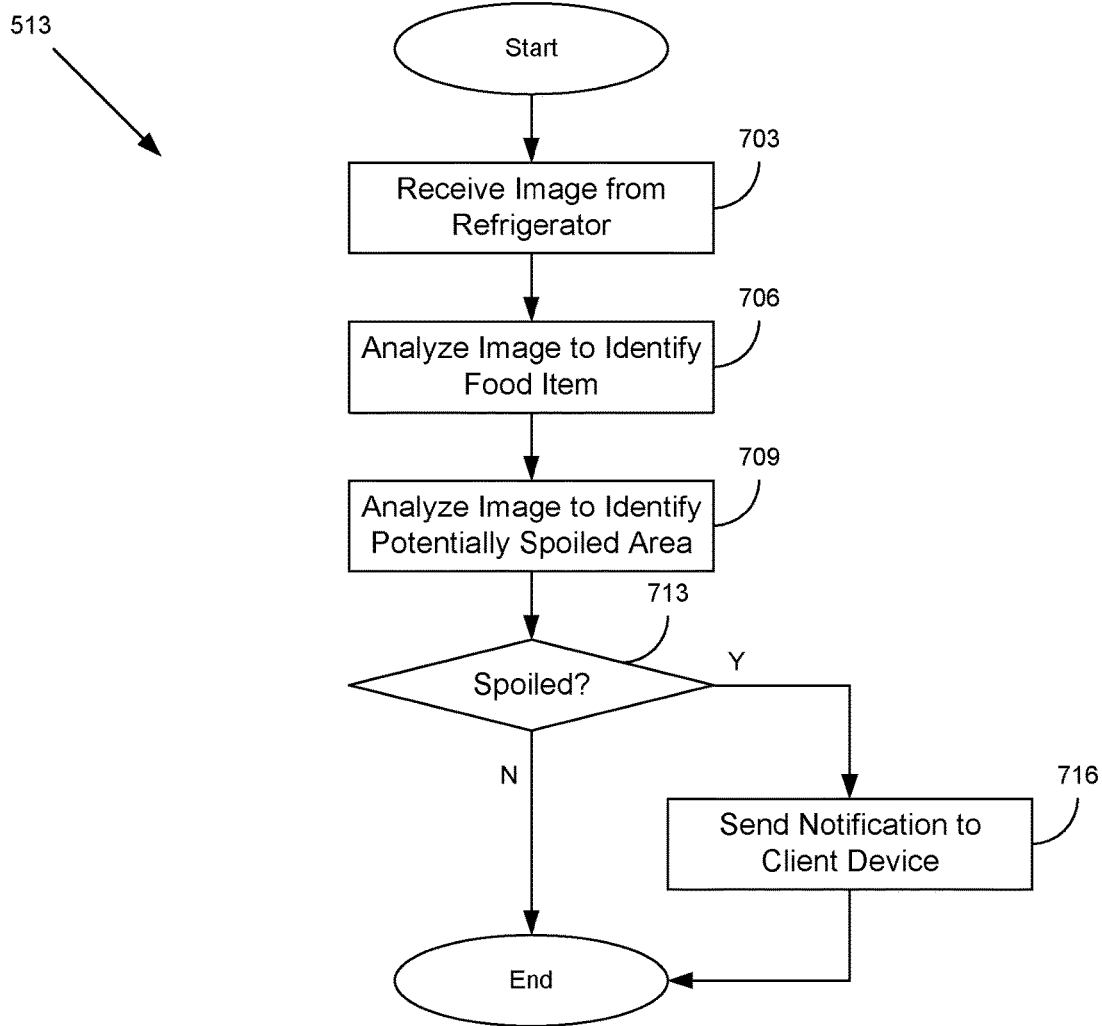 513
Start
703
Receive Image from
Refrigerator
706
Analyze Image to Identify
Food Item
709
Analyze Image to Identify
Potentially Spoiled Area
713
Spoiled?
Y
N
716
Send Notification to
Client Device
End